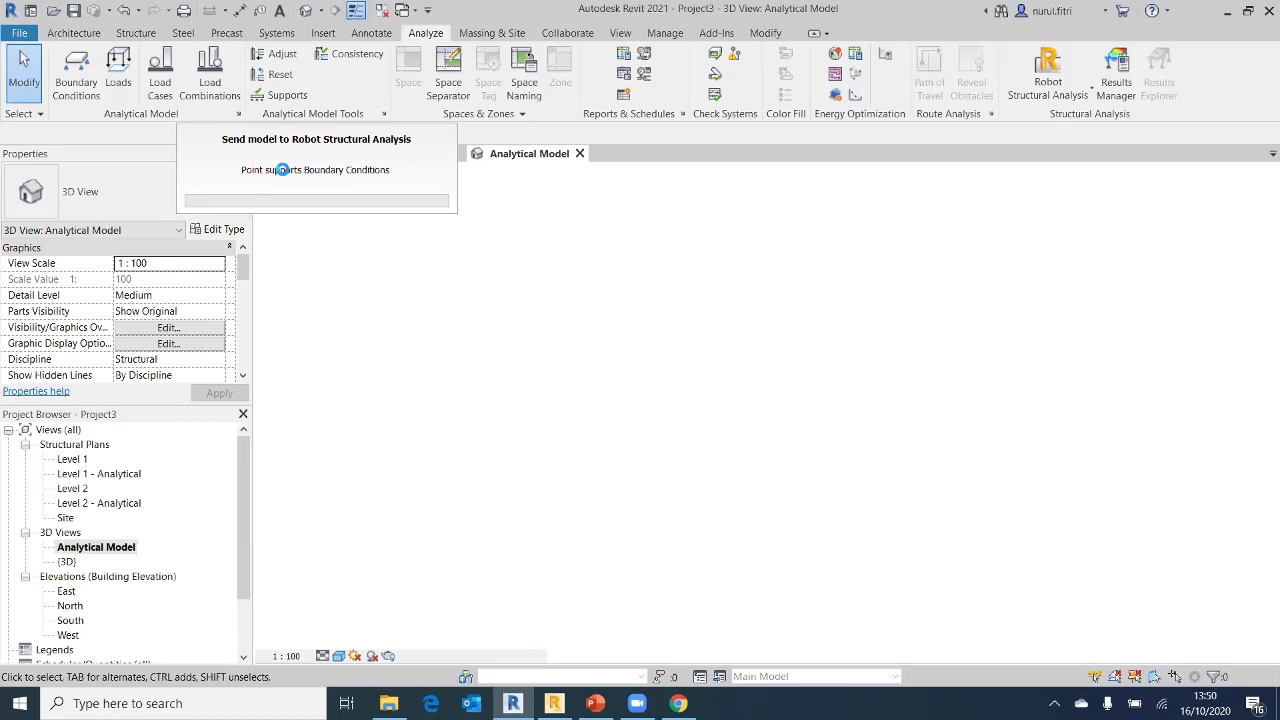 Autodesk Revit 2021 - Project3 - 3D View: Analytical Model
nurul.fitri
File Architecture Structure Steel Precast Systems Insert Annotate Analyze Massing & Site Collaborate View Manage Add-Ins Modify
Modify
Boundary Conditions
Loads
Load Cases
Load Combinations
Adjust
Reset
Supports
Consistency
Space
Space Separator
Space Tag
Space Naming
Zone
Path of Travel
Reveal Obstacles
Robot Structural Analysis
Results Manager
Results Explorer
Select Analytical Model Analytical Model Tools Spaces & Zones Reports & Schedules Check Systems Color Fill Energy Optimization Structural Analysis
Send model to Robot Structural Analysis
Point supports Boundary Conditions
Properties
Analytical Model
3D View
3D View: Analytical Model Edit Type
Graphics
View Scale 1 : 100
Scale Value 1: 100
Detail Level Medium
Parts Visibility Show Original
Visibility/Graphics Ov... Edit...
Graphic Display Optio... Edit...
Discipline Structural
Show Hidden Lines By Discipline
Properties help Apply
Project Browser - Project3
Views (all)
Structural Plans
Level 1
Level 1 - Analytical
Level 2
Level 2 - Analytical
Site
3D Views
Analytical Model
{3D}
Elevations (Building Elevation)
East
North
South
West
Legends
Schedules/Quantities (all)
1 : 100
Click to select, TAB for alternates, CTRL adds, SHIFT unselects.
:0
Main Model
:0
Type here to search
13:50
16/10/2020
16